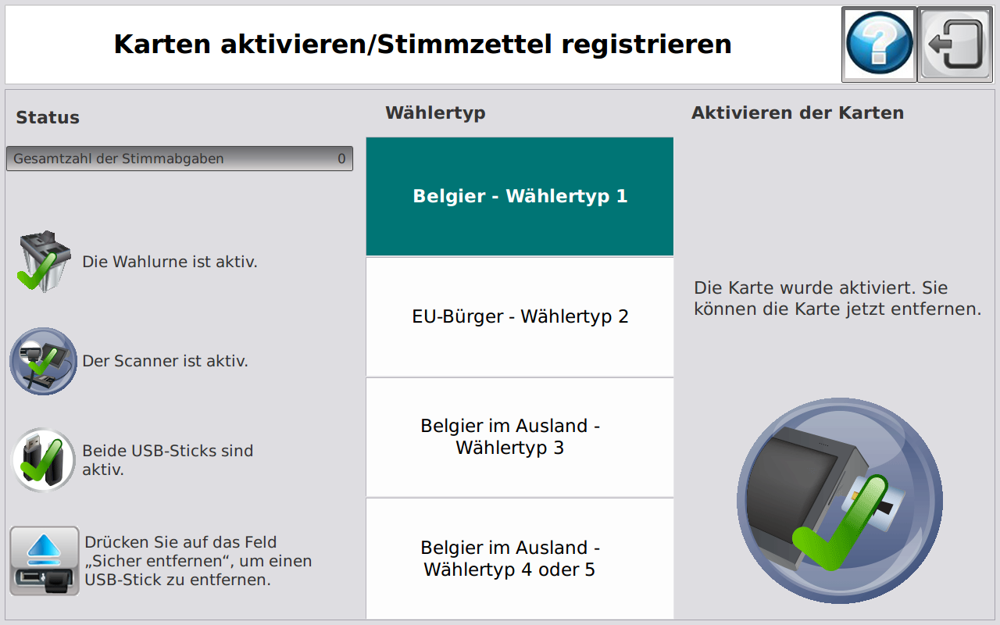 Karten aktivieren/Stimmzettel registrieren
Status
Gesamtzahl der Stimmabgaben 0
Die Wahlurne ist aktiv.
Der Scanner ist aktiv.
Beide USB-Sticks sind
aktiv.
Drücken Sie auf das Feld
„Sicher entfernen“, um einen
USB-Stick zu entfernen.
Wählertyp
Belgier - Wählertyp 1
EU-Bürger - Wählertyp 2
Belgier im Ausland -
Wählertyp 3
Belgier im Ausland -
Wählertyp 4 oder 5
Aktivieren der Karten
Die Karte wurde aktiviert. Sie
können die Karte jetzt entfernen.